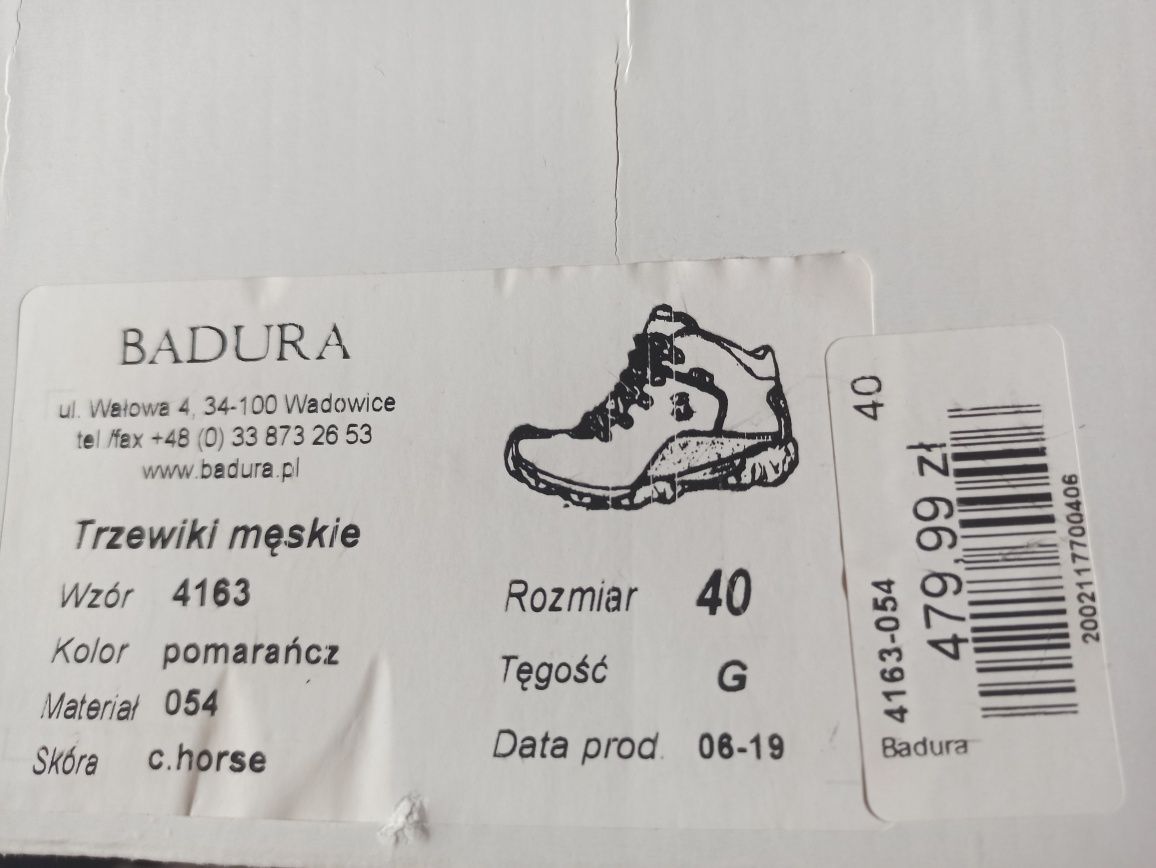 BADURA
ul. Wałowa 4, 34-100 Wadowice
tel /fax +48 (0) 33 873 26 53
www.badura.pl
Trzewiki męskie
Wzór 4163
Kolor pomarańcz
Materiał 054
Skóra c.horse
Rozmiar 40
Tęgość G
Data prod. 06-19
40
4163-054
479,99 zł
2002117700406
Badura